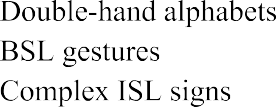 Double-hand alphabets
BSL gestures
Complex ISL signs